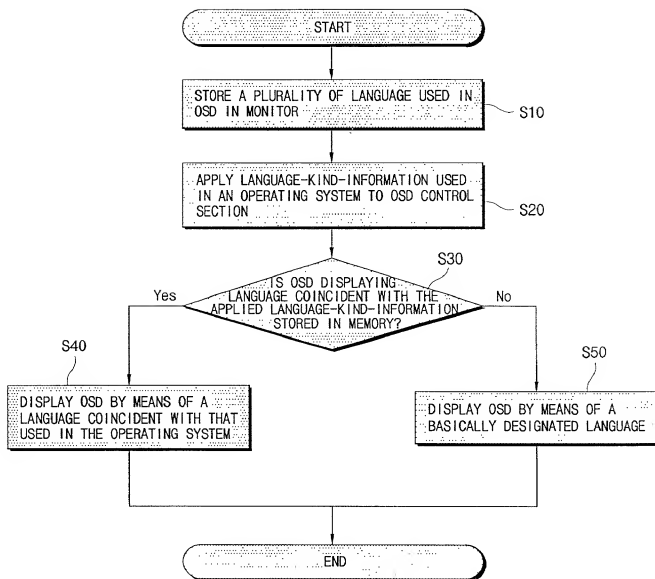 START
STORE A PLURALITY OF LANGUAGE USED IN
OSD IN MONITOR
S10
APPLY LANGUAGE-KIND-INFORMATION USED
IN AN OPERATING SYSTEM TO OSD CONTROL
SECTION
S20
S30
IS OSD DISPLAYING
LANGUAGE COINCIDENT WITH THE
APPLIED LANGUAGE-KIND-INFORMATION
STORED IN MEMORY?
Yes
No
S40
DISPLAY OSD BY MEANS OF A
LANGUAGE COINCIDENT WITH THAT
USED IN THE OPERATING SYSTEM
S50
DISPLAY OSD BY MEANS OF A
BASICALLY DESIGNATED LANGUAGE
END